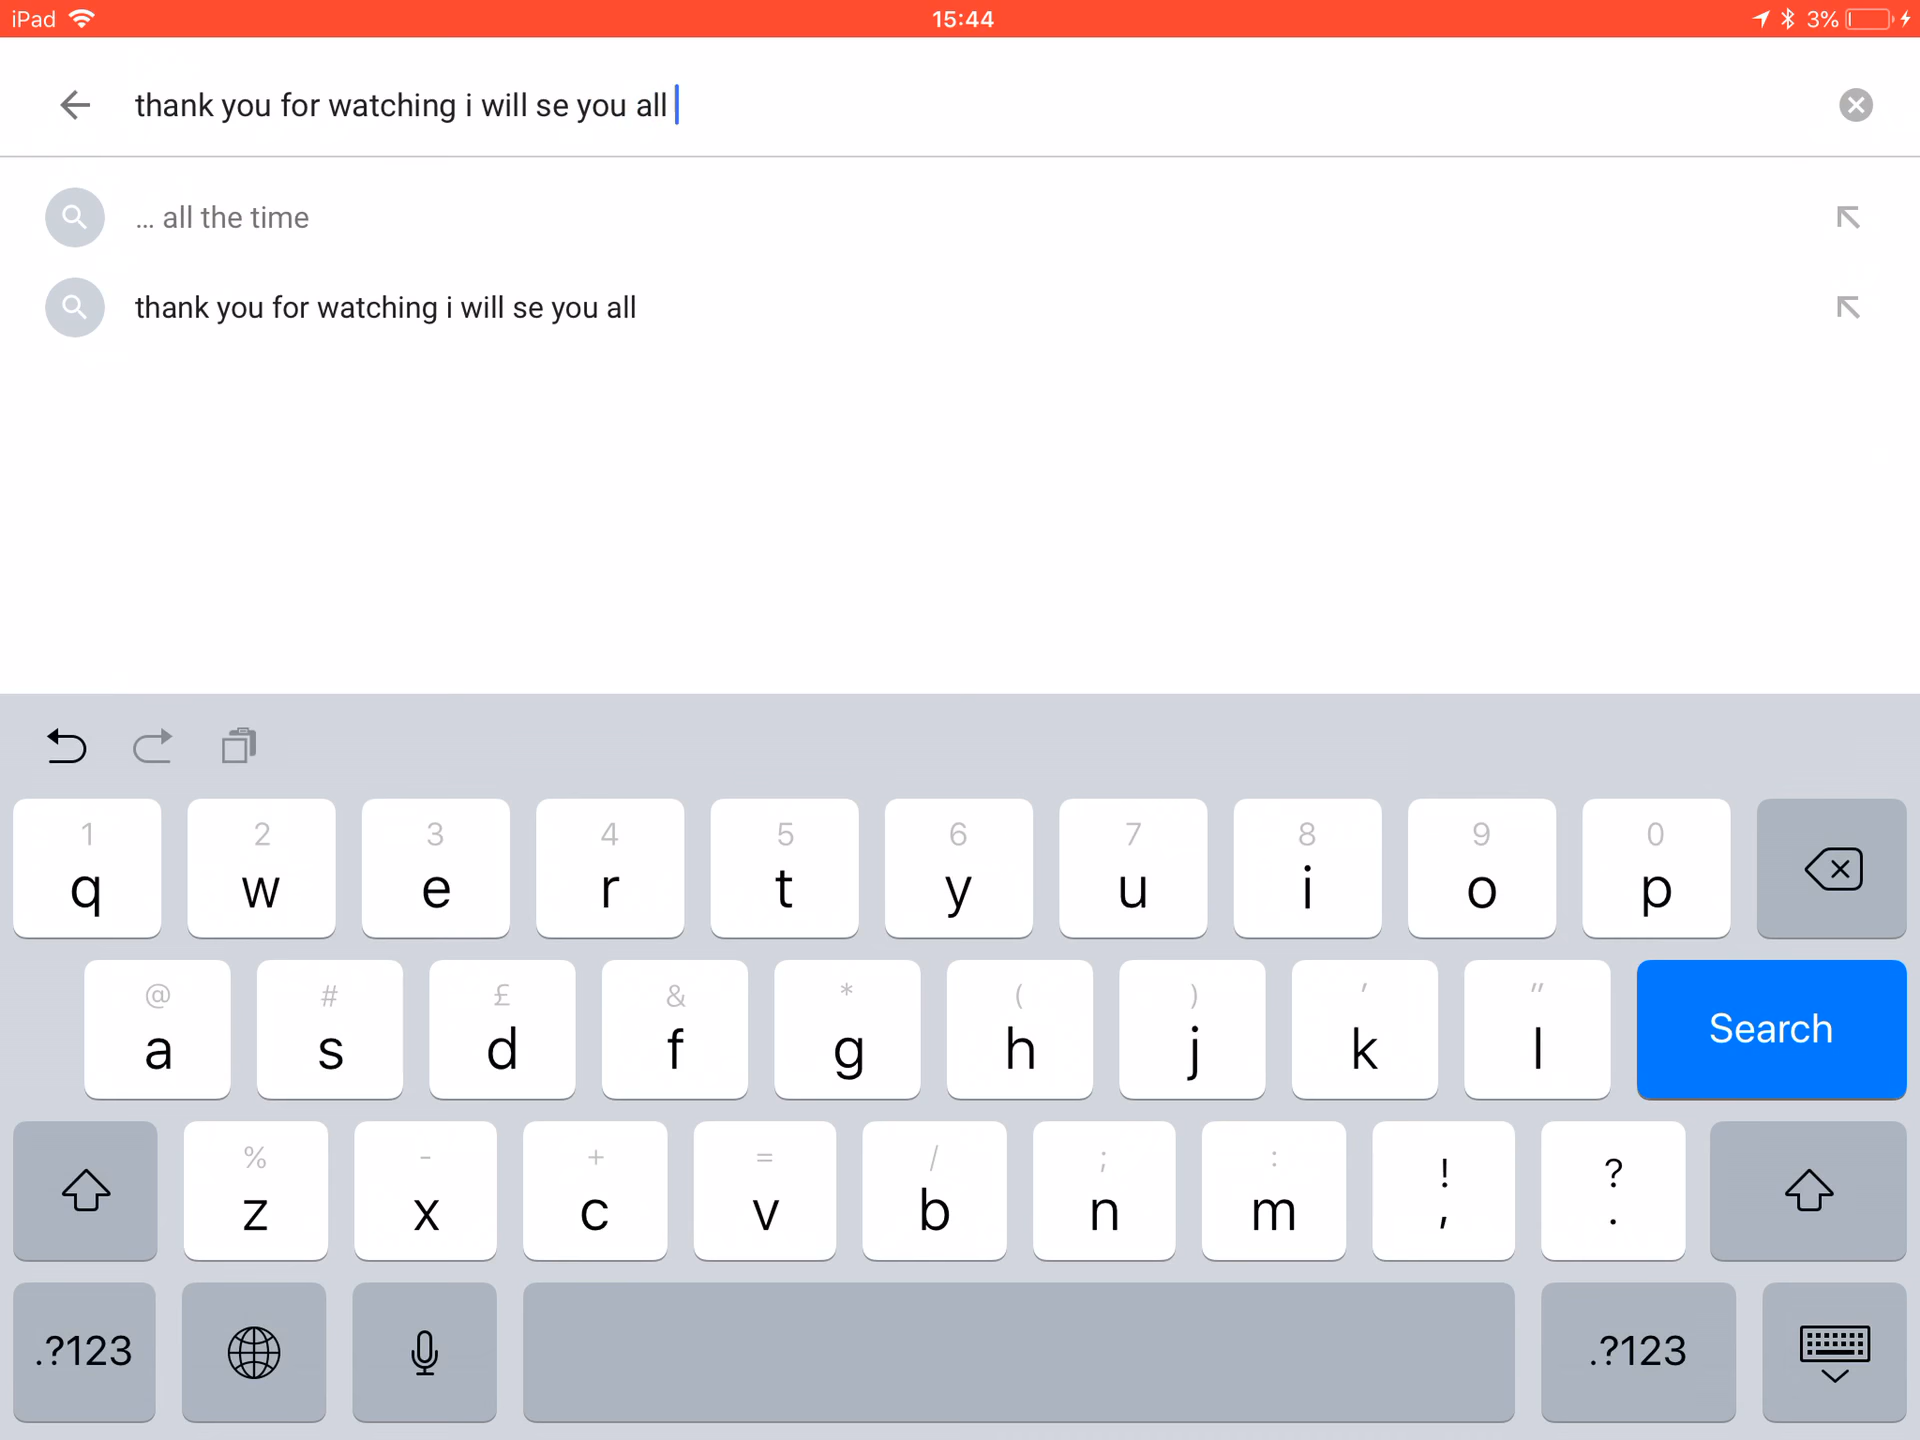 iPad 15:44 3%
thank you for watching i will se you all
... all the time
thank you for watching i will se you all
1 2 3 4 5 6 7 8 9 0
q w e r t y u i o p
@ # £ & * ( ) ' "
a s d f g h j k l Search
% - + = / ; : ! ?
z x c v b n m , .
.?123 .?123